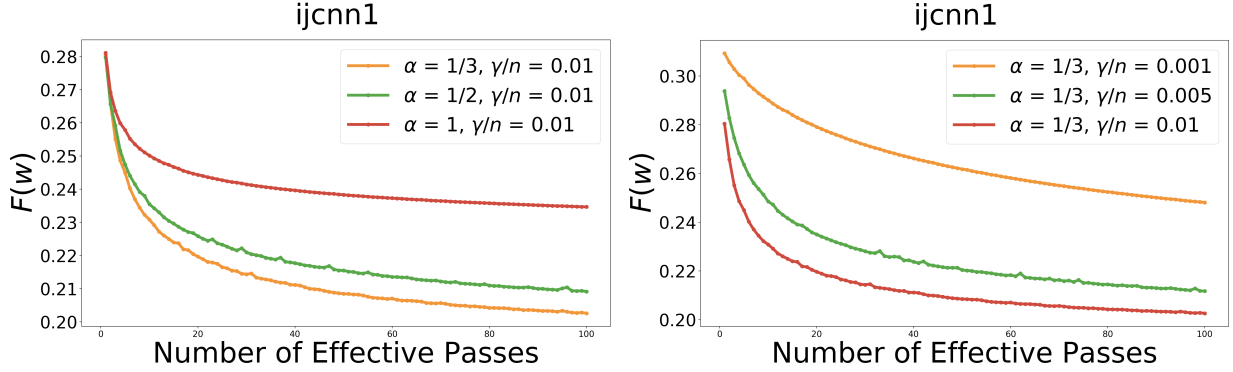 ijcnn1
F(w)
0.28
0.27
0.26
0.25
0.24
0.23
0.22
0.21
0.20
α = 1/3, γ/n = 0.01
α = 1/2, γ/n = 0.01
α = 1, γ/n = 0.01
0
20
40
60
80
100
Number of Effective Passes
ijcnn1
F(w)
0.30
0.28
0.26
0.24
0.22
0.20
α = 1/3, γ/n = 0.001
α = 1/3, γ/n = 0.005
α = 1/3, γ/n = 0.01
0
20
40
60
80
100
Number of Effective Passes